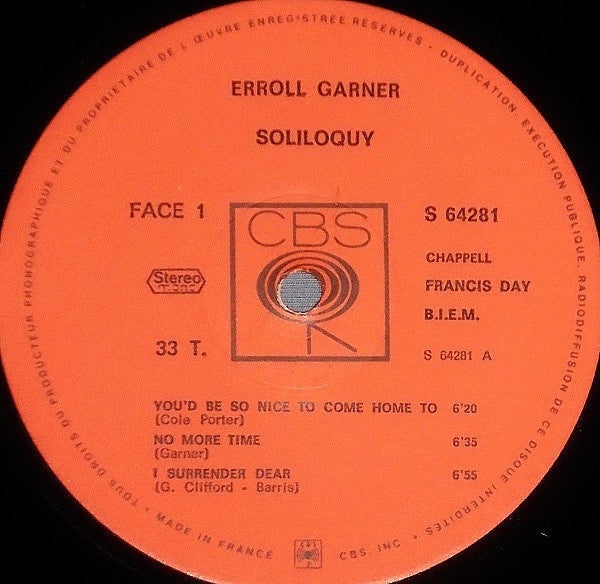 TOUS DROITS DU PRODUCTEUR PHONOGRAPHIQUE ET DU PROPRIETAIRE DE L'ŒUVRE ENREGISTREE RESERVES - DUPLICATION, EXECUTION PUBLIQUE, RADIODIFFUSION DE CE DISQUE INTERDITES
ERROLL GARNER
SOLILOQUY
FACE 1
CBS
S 64281
CHAPPELL
Stereo
FRANCIS DAY
B.I.E.M.
33 T.
S 64281 A
YOU'D BE SO NICE TO COME HOME TO 6'20
(Cole Porter)
NO MORE TIME 6'35
(Garner)
I SURRENDER DEAR 6'55
(G. Clifford - Barris)
MADE IN FRANCE
CBS
CBS, INC.